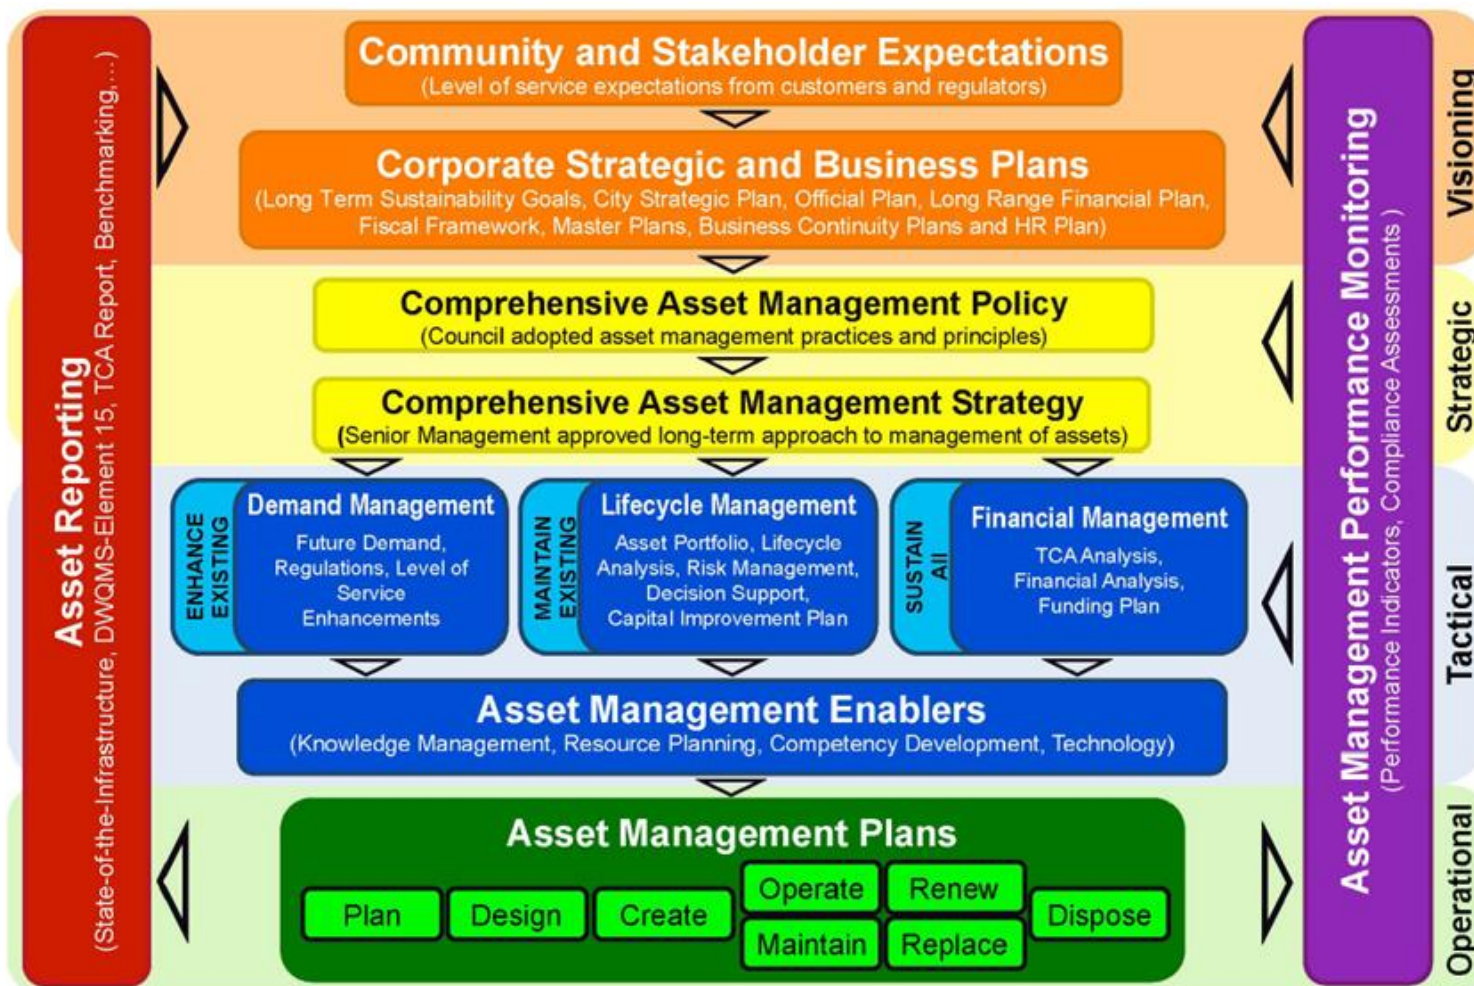 Community and Stakeholder Expectations
(Level of service expectations from customers and regulators)
Corporate Strategic and Business Plans
(Long Term Sustainability Goals, City Strategic Plan, Official Plan, Long Range Financial Plan,
Fiscal Framework, Master Plans, Business Continuity Plans and HR Plan)
Comprehensive Asset Management Policy
(Council adopted asset management practices and principles)
Comprehensive Asset Management Strategy
(Senior Management approved long-term approach to management of assets)
ENHANCE
EXISTING
Demand Management
Future Demand,
Regulations, Level of
Service
Enhancements
MAINTAIN
EXISTING
Lifecycle Management
Asset Portfolio, Lifecycle
Analysis, Risk Management,
Decision Support,
Capital Improvement Plan
SUSTAIN
All
Financial Management
TCA Analysis,
Financial Analysis,
Funding Plan
Asset Management Enablers
(Knowledge Management, Resource Planning, Competency Development, Technology)
Asset Management Plans
Plan
Design
Create
Operate
Maintain
Renew
Replace
Dispose
Asset Reporting
(State-of-the-Infrastructure, DWQMS-Element 15, TCA Report, Benchmarking,...)
Asset Management Performance Monitoring
(Performance Indicators, Compliance Assessments )
Visioning
Strategic
Tactical
Operational